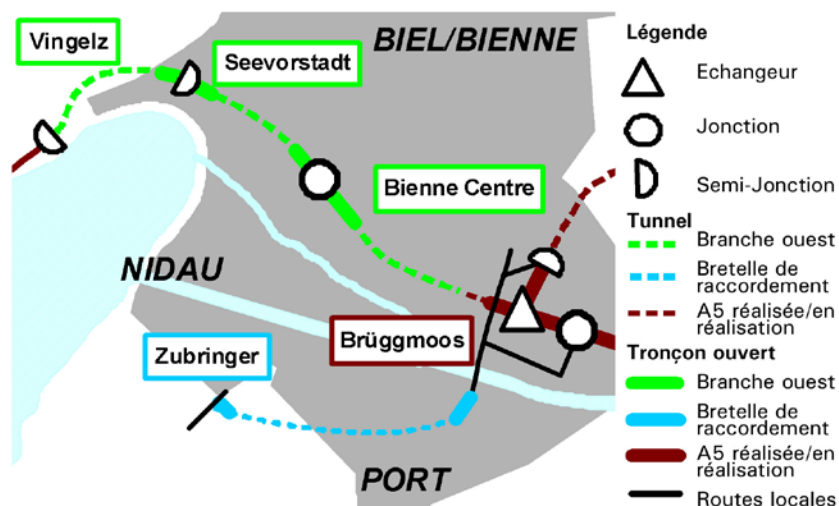 Vingelz
Seevorstadt
BIEL/BIENNE
Bienne Centre
NIDAU
Brüggmoos
Zubringer
PORT
Légende
Echangeur
Jonction
Semi-Jonction
Tunnel
Branche ouest
Bretelle de
raccordement
A5 réalisée/en
réalisation
Tronçon ouvert
Branche ouest
Bretelle de
raccordement
A5 réalisée/en
réalisation
Routes locales